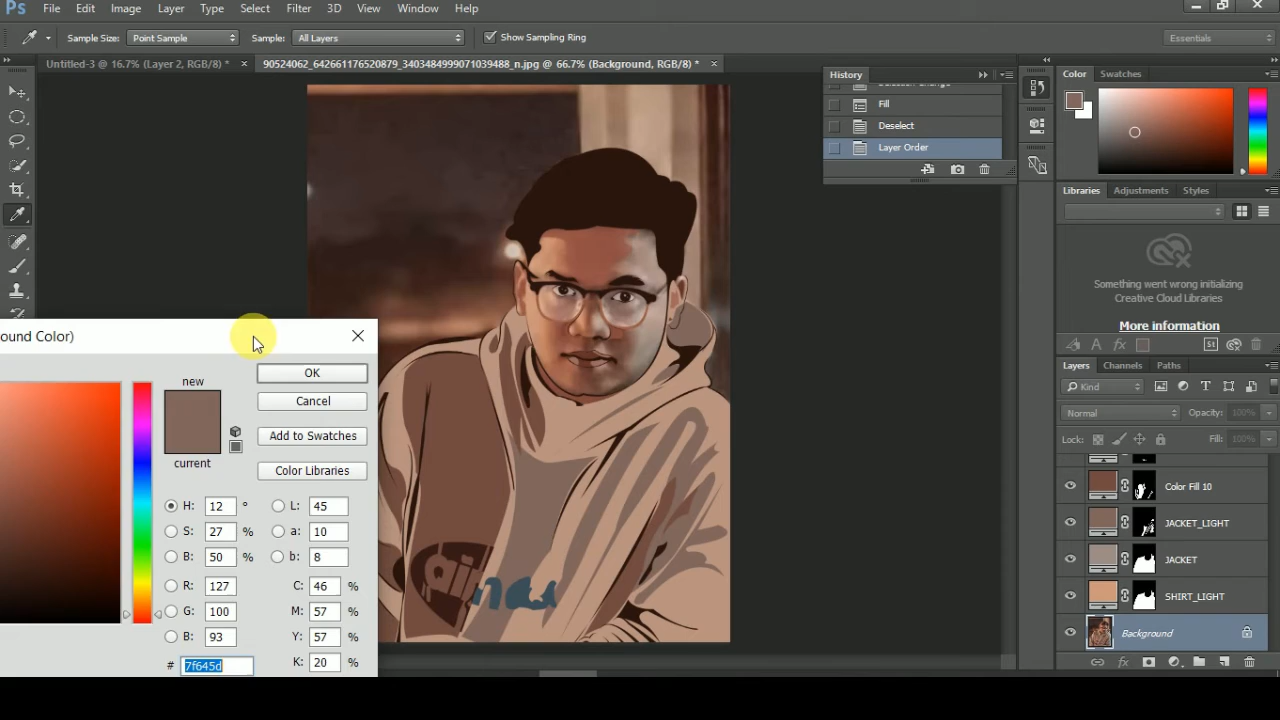 Ps File Edit Image Layer Type Select Filter 3D View Window Help
Sample Size: Point Sample Sample: All Layers Show Sampling Ring Essentials
Untitled-3 @ 16.7% (Layer 2, RGB/8) * × 90524062_642661176520879_3403484999071039488_n.jpg @ 66.7% (Background, RGB/8) * ×
History
Fill
Deselect
Layer Order
Color Swatches
Libraries Adjustments Styles
Something went wrong initializing
Creative Cloud Libraries
More information
Layers Channels Paths
Kind
Normal Opacity: 100%
Lock: Fill: 100%
Color Fill 10
JACKET_LIGHT
JACKET
SHIRT_LIGHT
Background
ound Color)
new
current
OK
Cancel
Add to Swatches
Color Libraries
H: 12 ° L: 45
S: 27 % a: 10
B: 50 % b: 8
R: 127 C: 46 %
G: 100 M: 57 %
B: 93 Y: 57 %
# 7f645d K: 20 %